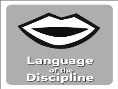 Language
of the
Discipline